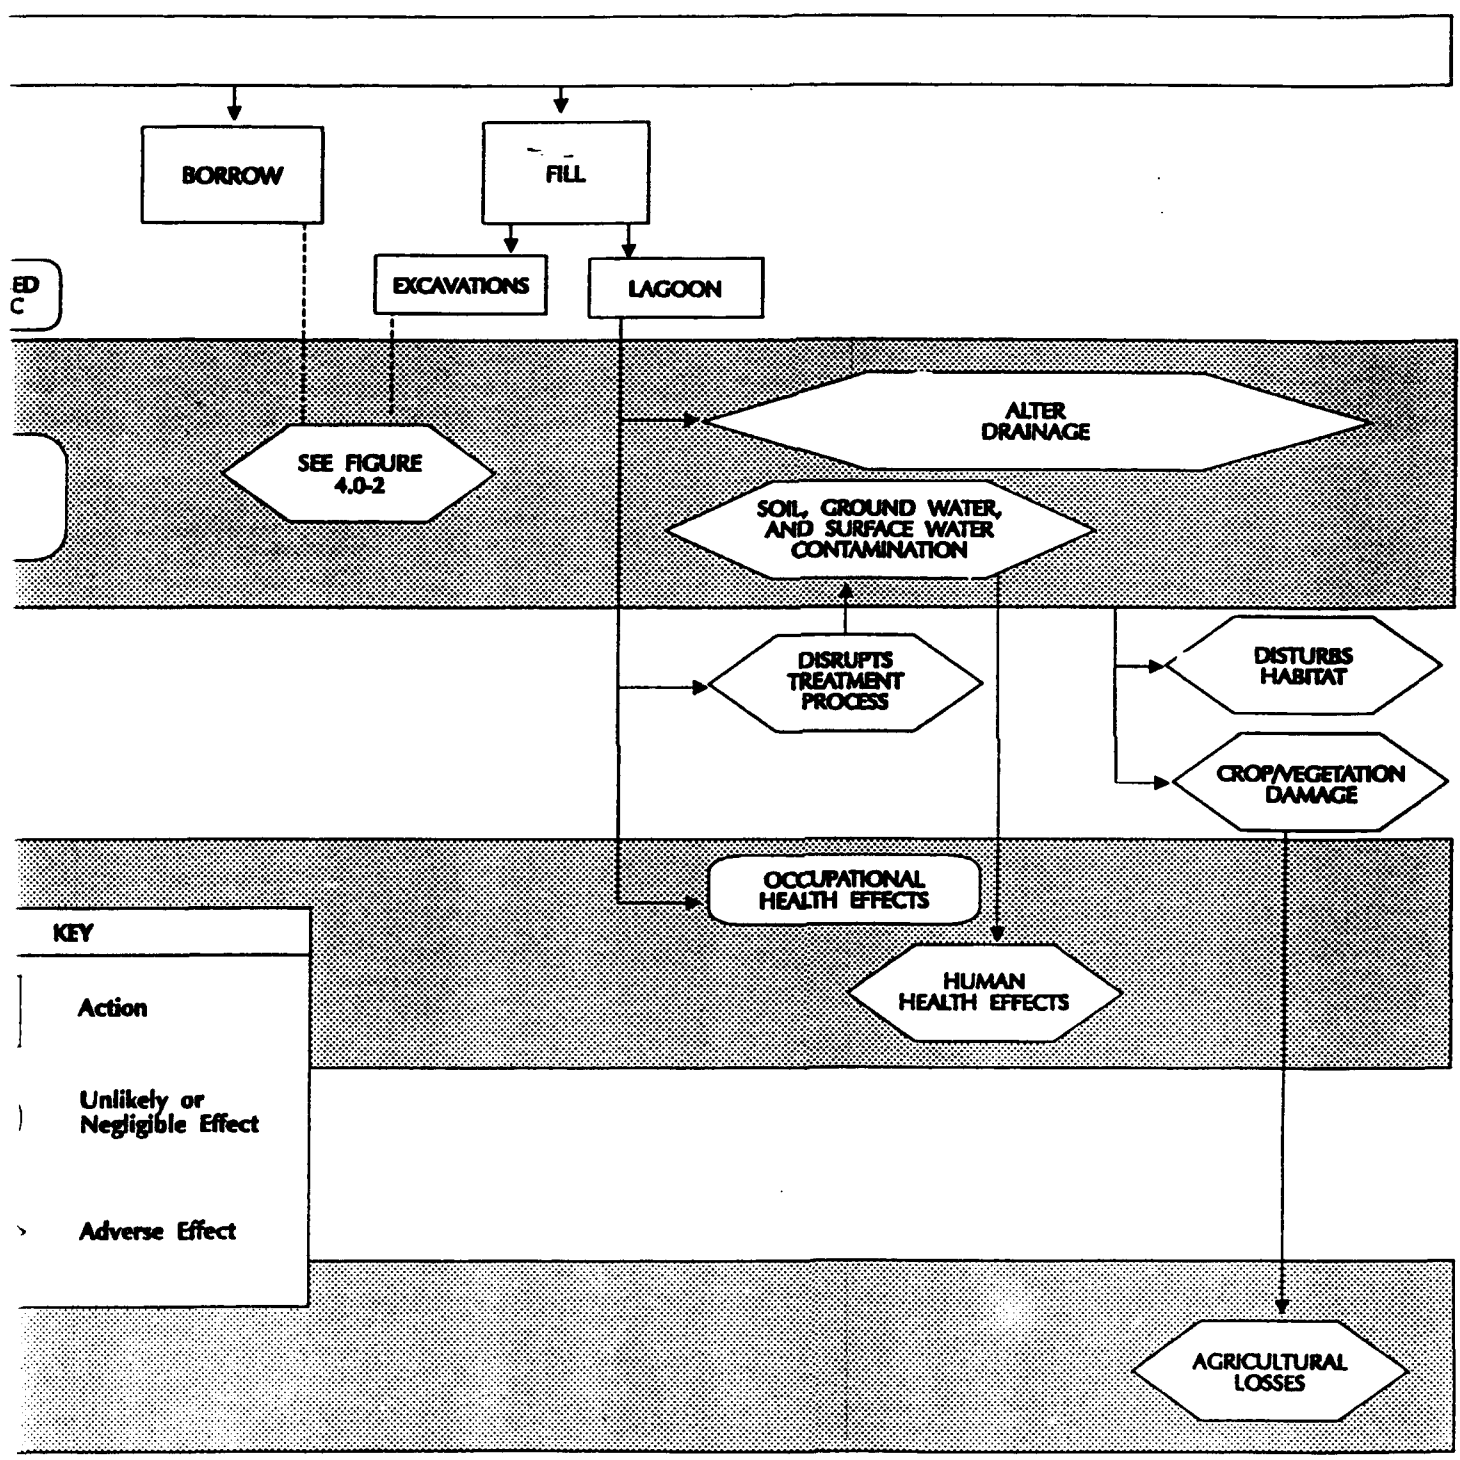 BORROW
FILL
EXCAVATIONS
LAGOON
ED
C
ALTER
DRAINAGE
SEE FIGURE
4.0-2
SOIL, GROUND WATER,
AND SURFACE WATER
CONTAMINATION
DISRUPTS
TREATMENT
PROCESS
DISTURBS
HABITAT
CROP/VEGETATION
DAMAGE
OCCUPATIONAL
HEALTH EFFECTS
HUMAN
HEALTH EFFECTS
KEY
Action
Unlikely or
Negligible Effect
Adverse Effect
AGRICULTURAL
LOSSES